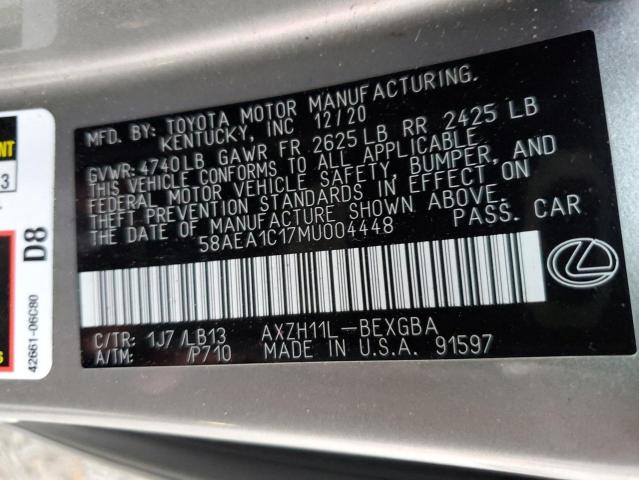 MFD. BY: TOYOTA MOTOR MANUFACTURING,
KENTUCKY, INC 12/20
GVWR: 4740LB GAWR FR 2625LB RR 2425LB
THIS VEHICLE CONFORMS TO ALL APPLICABLE
FEDERAL MOTOR VEHICLE SAFETY, BUMPER, AND
THEFT PREVENTION STANDARDS IN EFFECT ON
THE DATE OF MANUFACTURE SHOWN ABOVE.
58AEA1C17MU004448 PASS. CAR
C/TR: 1J7 /LB13 AXZH11L-BEXGBA
A/TM: /P710 MADE IN U.S.A. 91597
D8
42661-06C80